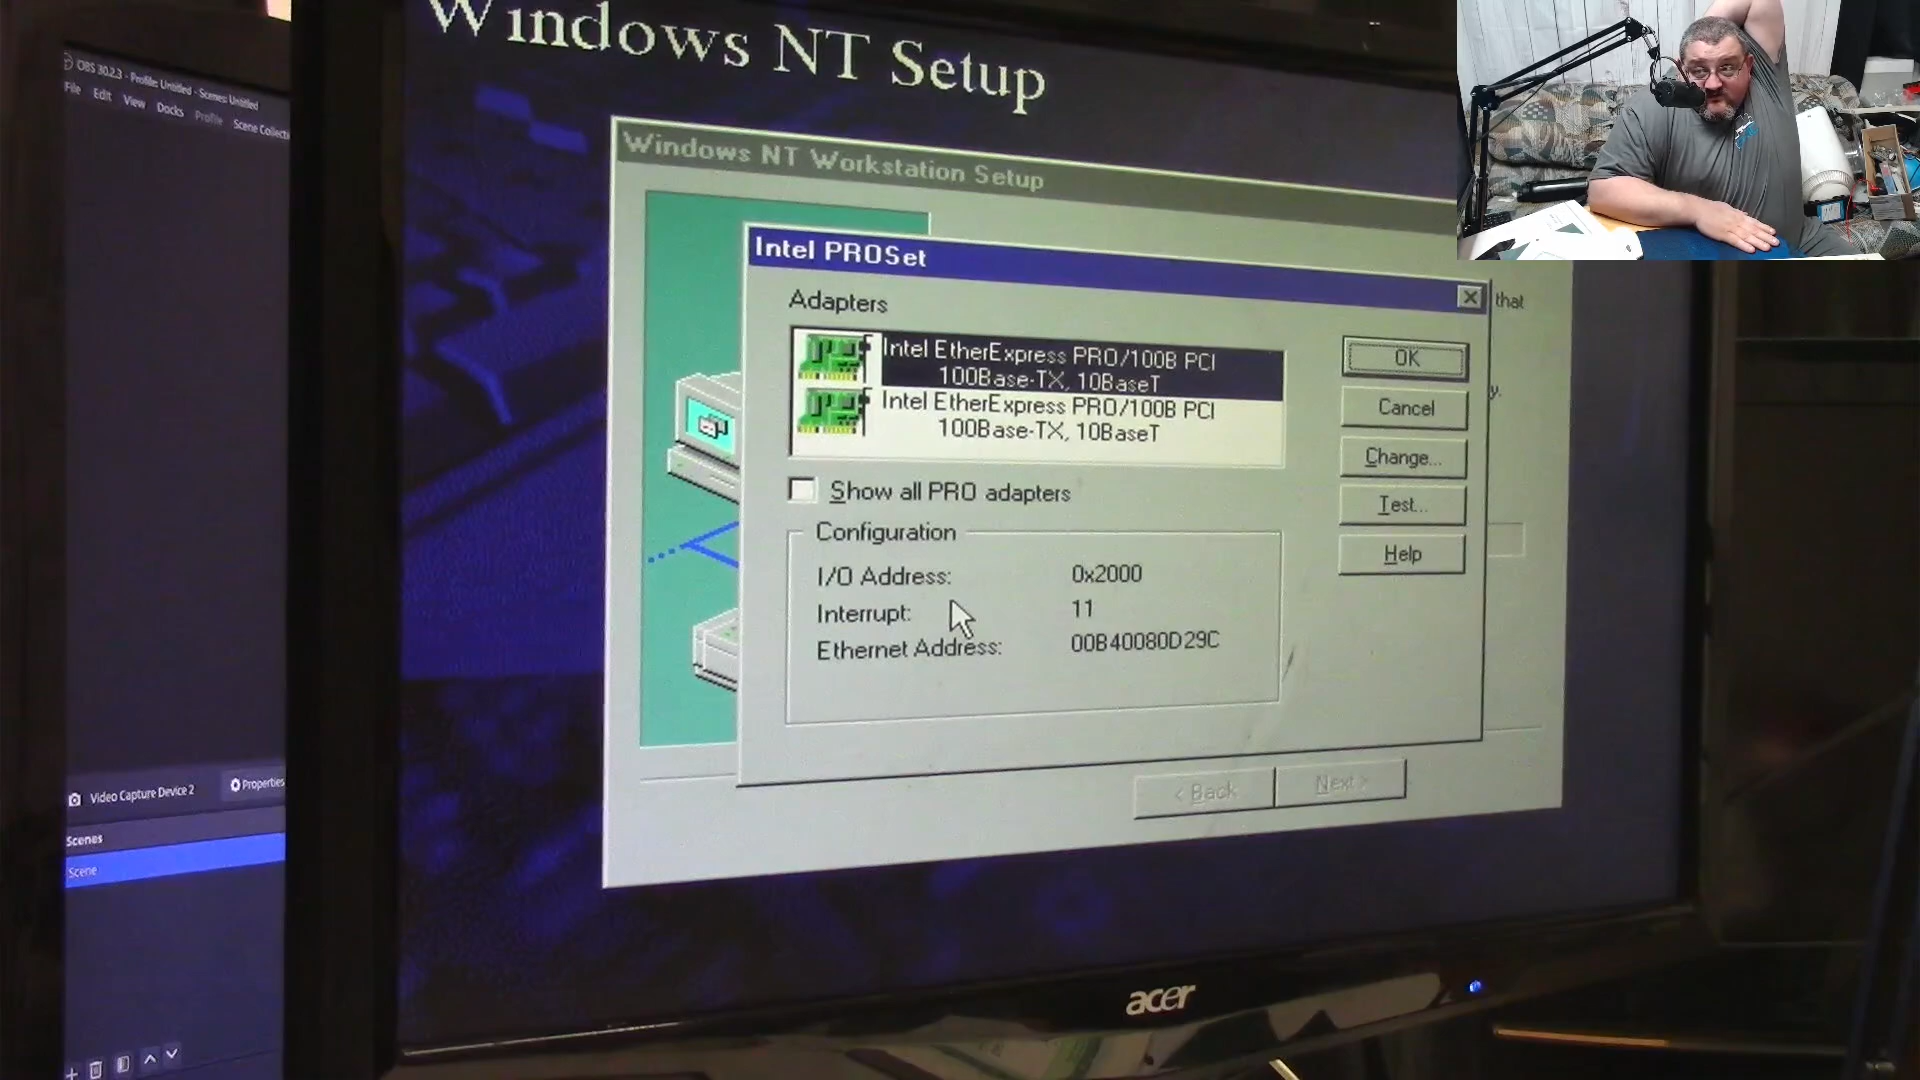 OBS 30.2.3 - Profile: Untitled - Scenes: Untitled
File Edit View Docks Profile Scene Collecti
Windows NT Setup
Windows NT Workstation Setup
Intel PROSet
that
Adapters
Intel EtherExpress PRO/100B PCI
100Base-TX, 10BaseT
Intel EtherExpress PRO/100B PCI
100Base-TX, 10BaseT
OK
Cancel
Change...
Test...
Help
y.
Show all PRO adapters
Configuration
I/O Address: 0x2000
Interrupt: 11
Ethernet Address: 00B40080D29C
< Back Next >
Video Capture Device 2 Properties
Scenes
Scene
acer